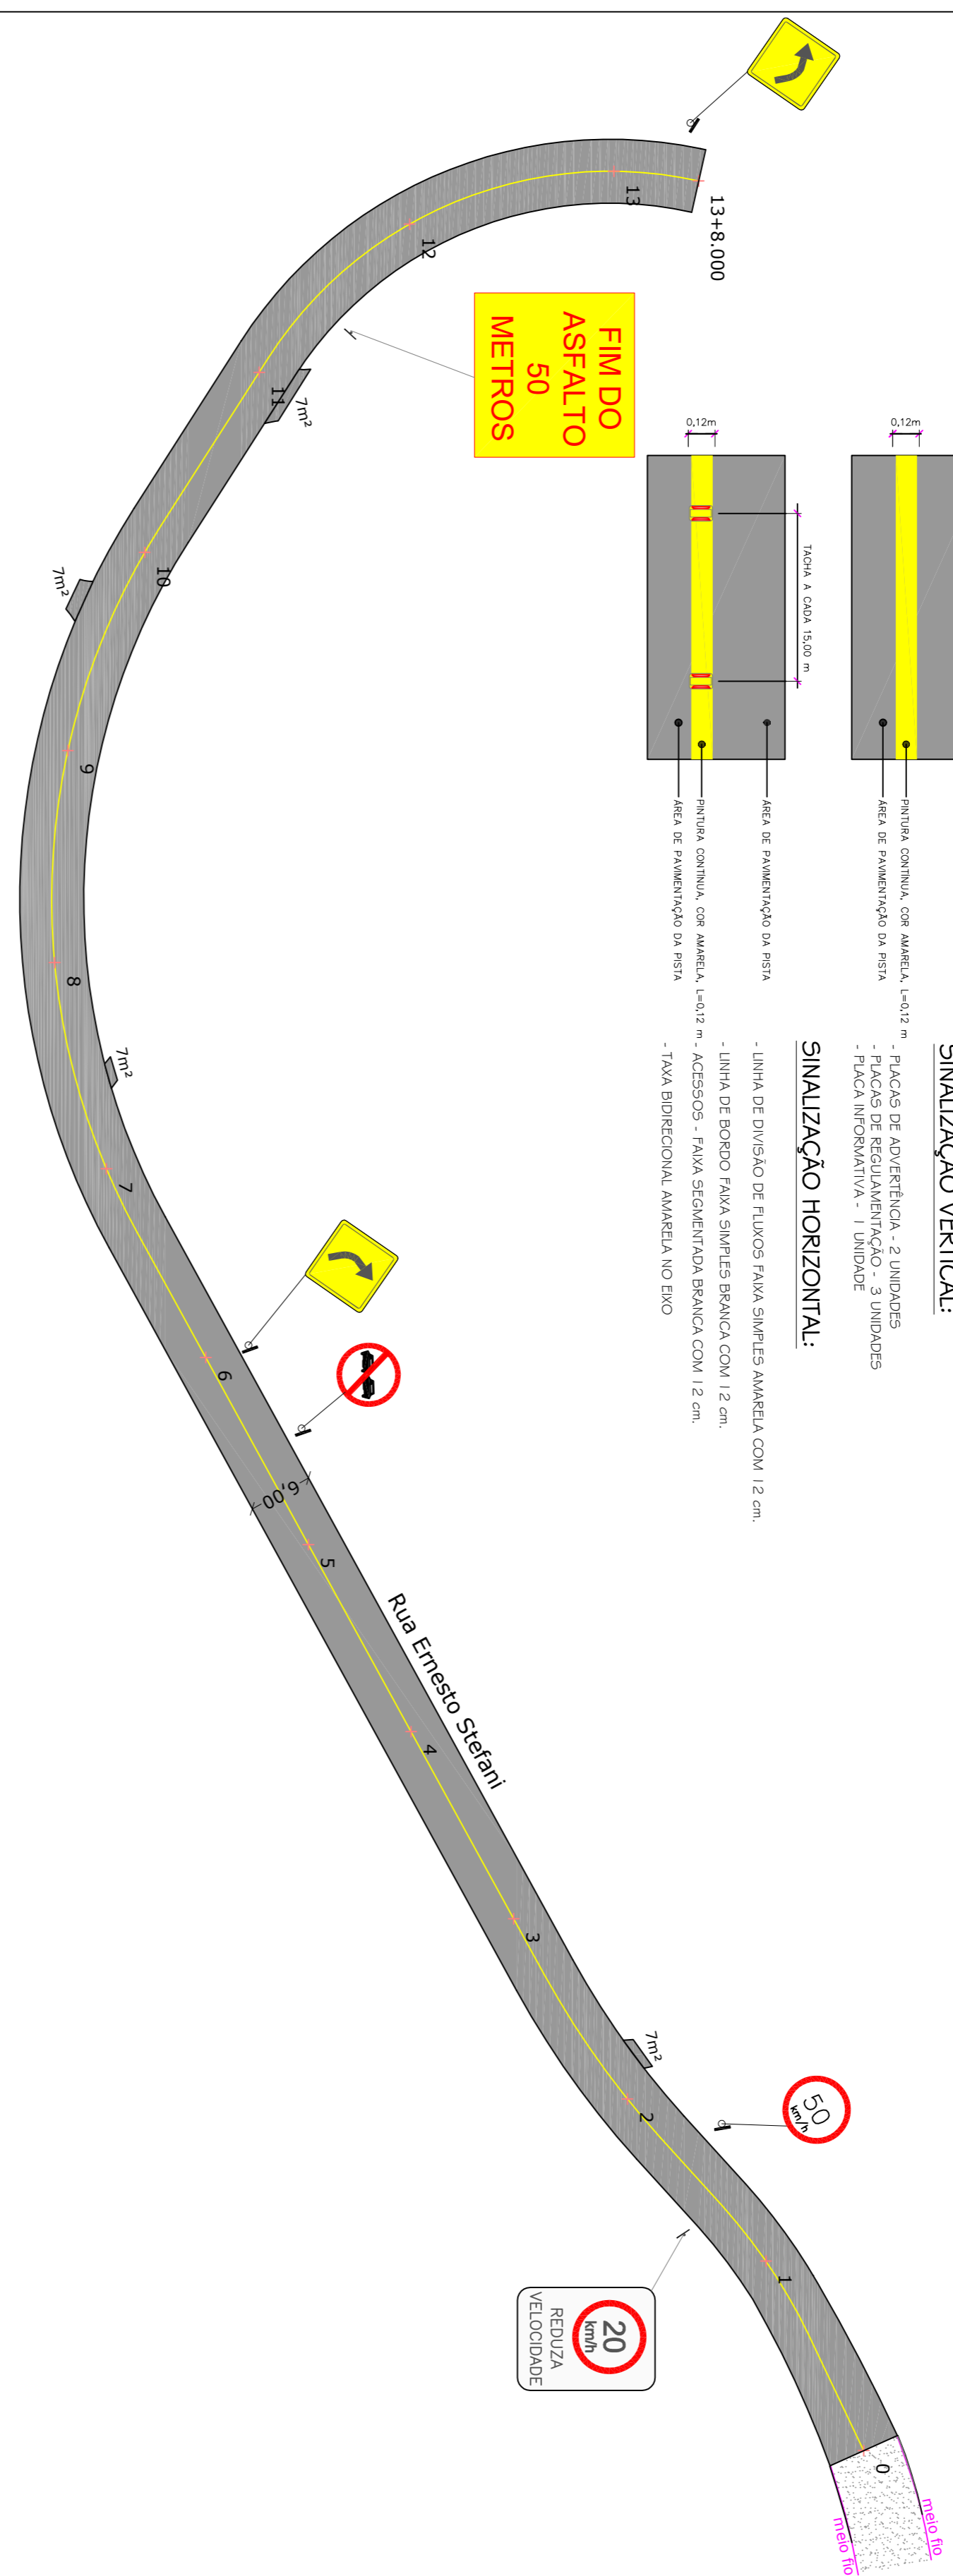 SINALIZAÇÃO VERTICAL:
- PLACAS DE ADVERTÊNCIA - 2 UNIDADES
- PLACAS DE REGULAMENTAÇÃO - 3 UNIDADES
- PLACA INFORMATIVA - 1 UNIDADE
SINALIZAÇÃO HORIZONTAL:
- LINHA DE DIVISÃO DE FLUXOS FAIXA SIMPLES AMARELA COM 12 cm.
- LINHA DE BORDO FAIXA SIMPLES BRANCA COM 12 cm.
- ACESSOS - FAIXA SEGMENTADA BRANCA COM 12 cm.
- TAXA BIDIRECIONAL AMARELA NO EIXO
0,12m
PINTURA CONTÍNUA, COR AMARELA, L=0,12 m
ÁREA DE PAVIMENTAÇÃO DA PISTA
0,12m
TACHA A CADA 15,00 m
ÁREA DE PAVIMENTAÇÃO DA PISTA
PINTURA CONTÍNUA, COR AMARELA, L=0,12 m
ÁREA DE PAVIMENTAÇÃO DA PISTA
13+8.000
13
12
FIM DO
ASFALTO
50
METROS
11
7m²
10
7m²
9
8
7m²
7
6
6,00
5
Rua Ernesto Stefani
4
3
7m²
2
50
km/h
1
20
km/h
REDUZA
VELOCIDADE
0
meio fio
meio fio